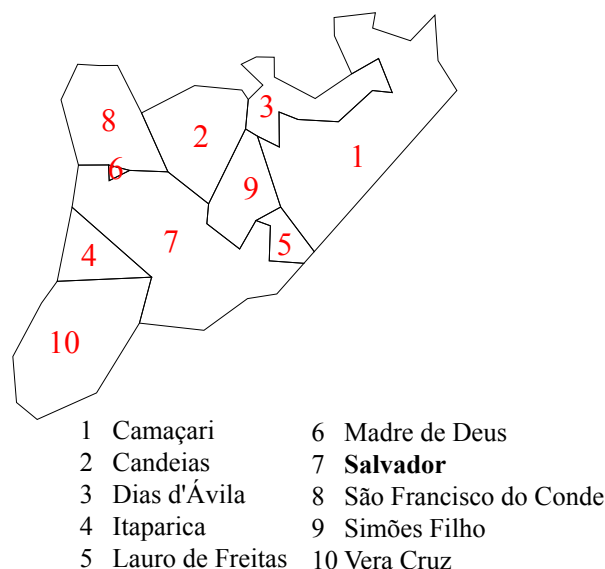 8
2
3
1
6
9
7
5
4
10
1 Camaçari
2 Candeias
3 Dias d'Ávila
4 Itaparica
5 Lauro de Freitas
6 Madre de Deus
7 Salvador
8 São Francisco do Conde
9 Simões Filho
10 Vera Cruz